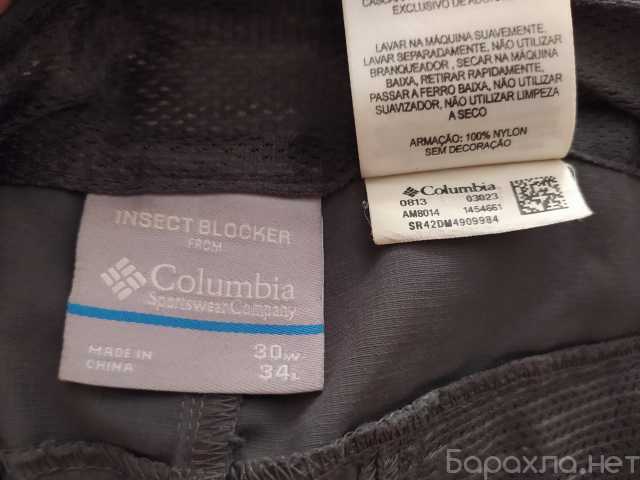 EXCLUSIVO DE
LAVAR NA MÁQUINA SUAVEMENTE,
LAVAR SEPARADAMENTE, NÃO UTILIZAR
BRANQUEADOR , SECAR NA MÁQUINA
BAIXA, RETIRAR RAPIDAMENTE,
PASSAR A FERRO BAIXA, NÃO UTILIZAR
SUAVIZADOR, NÃO UTILIZAR LIMPEZA
A SECO
ARMAÇÃO: 100% NYLON
SEM DECORAÇÃO
Columbia
0813 03023
AM8014 1454661
SR42DM4909984
INSECT BLOCKER
FROM
Columbia
Sportswear Company
MADE IN
CHINA
30W
34L
Барахла.нет